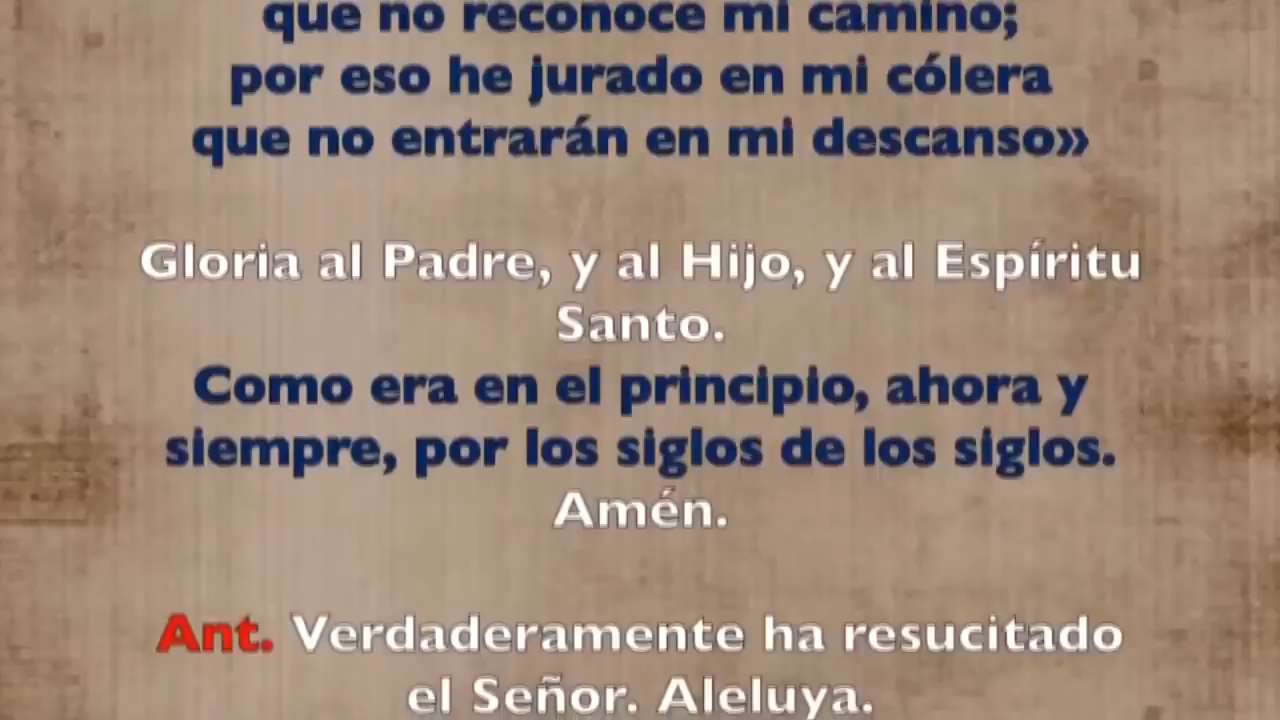 que no reconoce mi camino;
por eso he jurado en mi cólera
que no entrarán en mi descanso»
Gloria al Padre, y al Hijo, y al Espíritu
Santo.
Como era en el principio, ahora y
siempre, por los siglos de los siglos.
Amén.
Ant. Verdaderamente ha resucitado
el Señor. Aleluya.